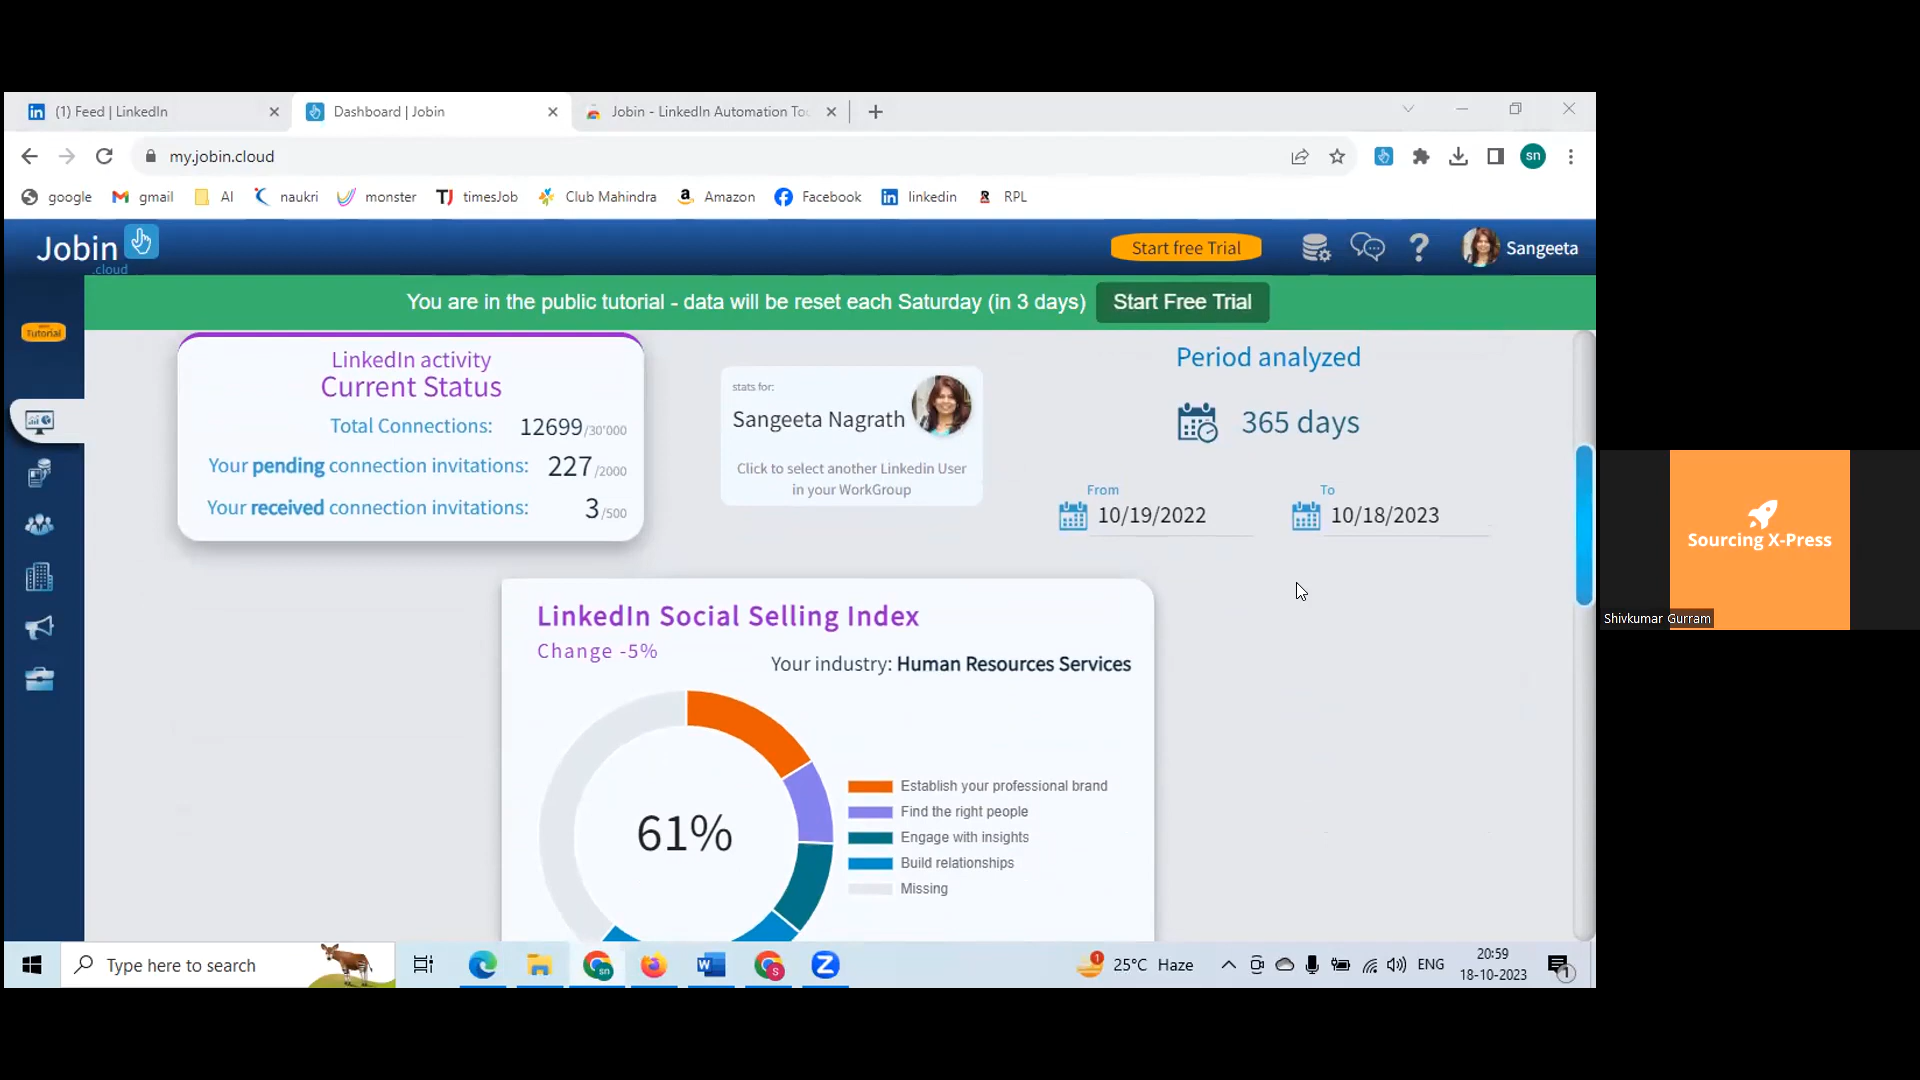 (1) Feed | LinkedIn
Dashboard | Jobin
Jobin - LinkedIn Automation Too
my.jobin.cloud
sn
google
gmail
AI
naukri
monster
TJ timesJob
Club Mahindra
Amazon
Facebook
linkedin
RPL
Jobin
.cloud
Start free Trial
?
Sangeeta
You are in the public tutorial - data will be reset each Saturday (in 3 days)
Start Free Trial
Tutorial
LinkedIn activity
Current Status
Total Connections: 12699/30'000
Your pending connection invitations: 227/2000
Your received connection invitations: 3/500
stats for:
Sangeeta Nagrath
Click to select another Linkedin User
in your WorkGroup
Period analyzed
365 days
From
10/19/2022
To
10/18/2023
LinkedIn Social Selling Index
Change -5%
Your industry: Human Resources Services
61%
Establish your professional brand
Find the right people
Engage with insights
Build relationships
Missing
Sourcing X-Press
Shivkumar Gurram
Type here to search
25°C Haze
ENG
20:59
18-10-2023